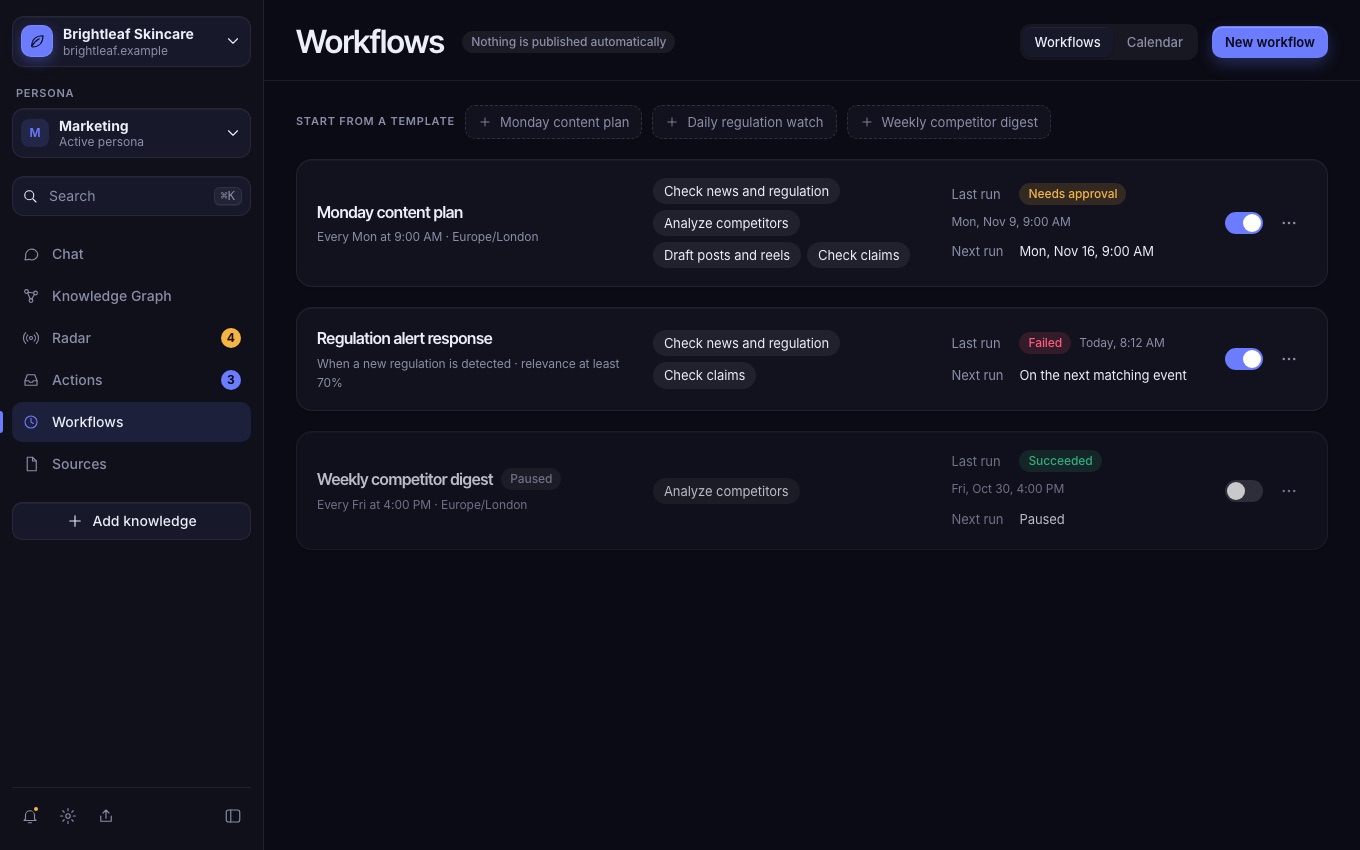 Brightleaf Skincare
brightleaf.example
PERSONA
M
Marketing
Active persona
Search
⌘K
Chat
Knowledge Graph
Radar
4
Actions
3
Workflows
Sources
Add knowledge
Workflows
Nothing is published automatically
Workflows
Calendar
New workflow
START FROM A TEMPLATE
Monday content plan
Daily regulation watch
Weekly competitor digest
Monday content plan
Every Mon at 9:00 AM · Europe/London
Check news and regulation
Analyze competitors
Draft posts and reels
Check claims
Last run
Needs approval
Mon, Nov 9, 9:00 AM
Next run
Mon, Nov 16, 9:00 AM
Regulation alert response
When a new regulation is detected · relevance at least
70%
Check news and regulation
Check claims
Last run
Failed
Today, 8:12 AM
Next run
On the next matching event
Weekly competitor digest
Paused
Every Fri at 4:00 PM · Europe/London
Analyze competitors
Last run
Succeeded
Fri, Oct 30, 4:00 PM
Next run
Paused